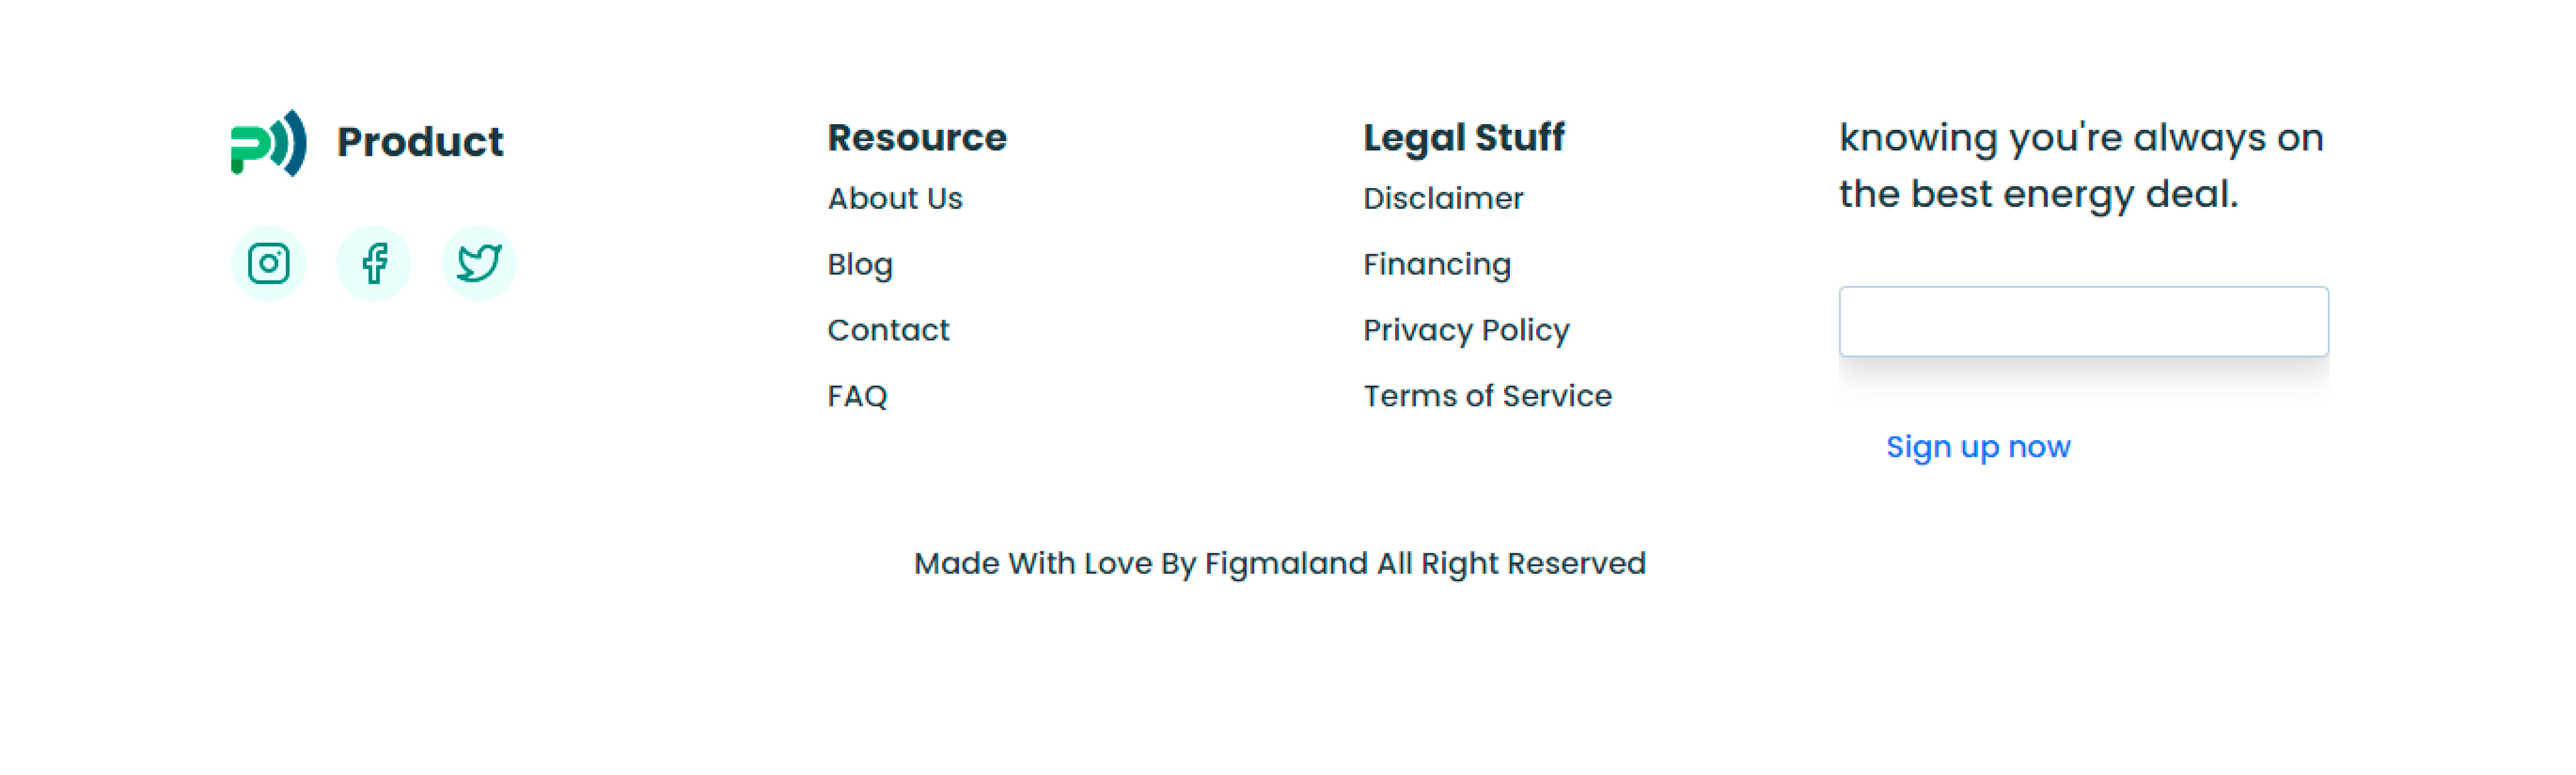 Product
Resource
About Us
Blog
Contact
FAQ
Legal Stuff
Disclaimer
Financing
Privacy Policy
Terms of Service
knowing you're always on
the best energy deal.
Sign up now
Made With Love By Figmaland All Right Reserved